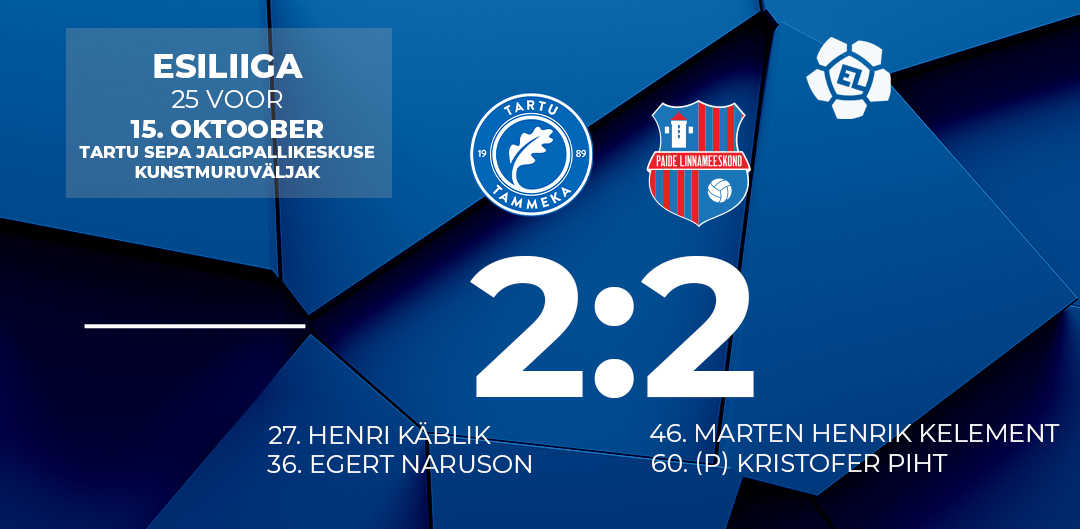 ESILIIGA
25 VOOR
15. OKTOOBER
TARTU SEPA JALGPALLIKESKUSE
KUNSTMURUVÄLJAK
TARTU
19 89
TAMMEKA
PAIDE LINNAMEESKOND
EL
2:2
27. HENRI KÄBLIK
36. EGERT NARUSON
46. MARTEN HENRIK KELEMENT
60. (P) KRISTOFER PIHT